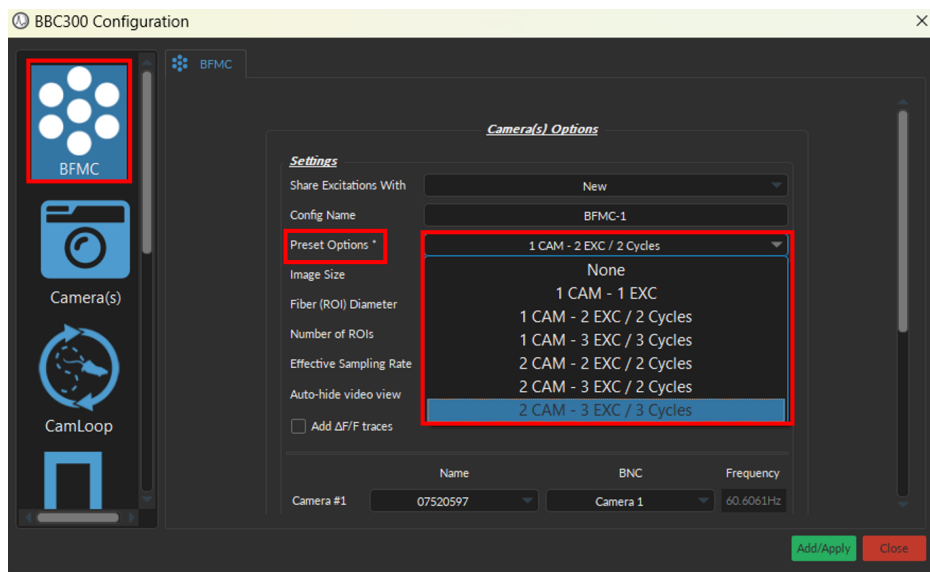 BBC300 Configuration
BFMC
BFMC
Camera(s)
CamLoop
Camera(s) Options
Settings
Share Excitations With New
Config Name BFMC-1
Preset Options * 1 CAM - 2 EXC / 2 Cycles
None
1 CAM - 1 EXC
1 CAM - 2 EXC / 2 Cycles
1 CAM - 3 EXC / 3 Cycles
2 CAM - 2 EXC / 2 Cycles
2 CAM - 3 EXC / 2 Cycles
2 CAM - 3 EXC / 3 Cycles
Image Size
Fiber (ROI) Diameter
Number of ROIs
Effective Sampling Rate
Auto-hide video view
Add ΔF/F traces
Name BNC Frequency
Camera #1 07520597 Camera 1 60.6061Hz
Add/Apply Close